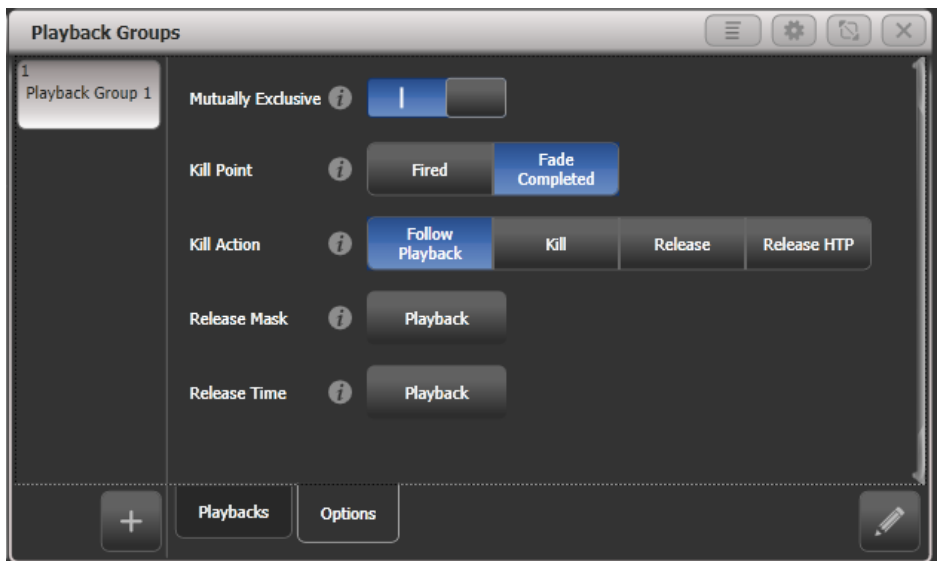 Playback Groups
1
Playback Group 1
Mutually Exclusive i
Kill Point i Fired Fade
Completed
Kill Action i Follow
Playback Kill Release Release HTP
Release Mask i Playback
Release Time i Playback
Playbacks Options